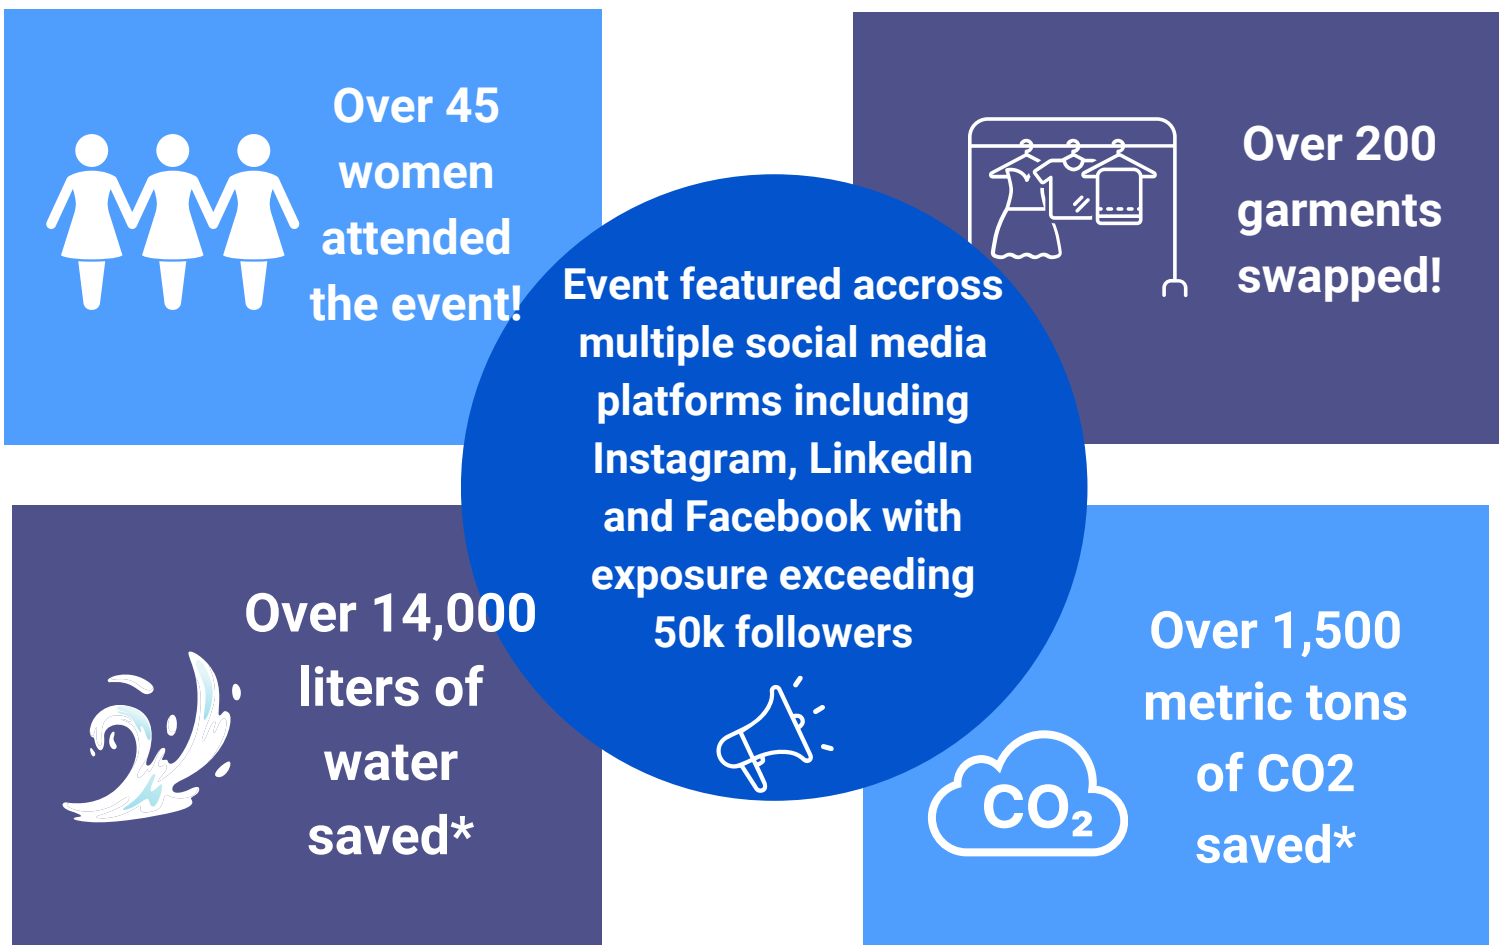 Over 45
women
attended
the event!
Over 200
garments
swapped!
Event featured accross
multiple social media
platforms including
Instagram, LinkedIn
and Facebook with
exposure exceeding
50k followers
Over 14,000
liters of
water
saved*
Over 1,500
metric tons
of CO2
saved*
CO₂